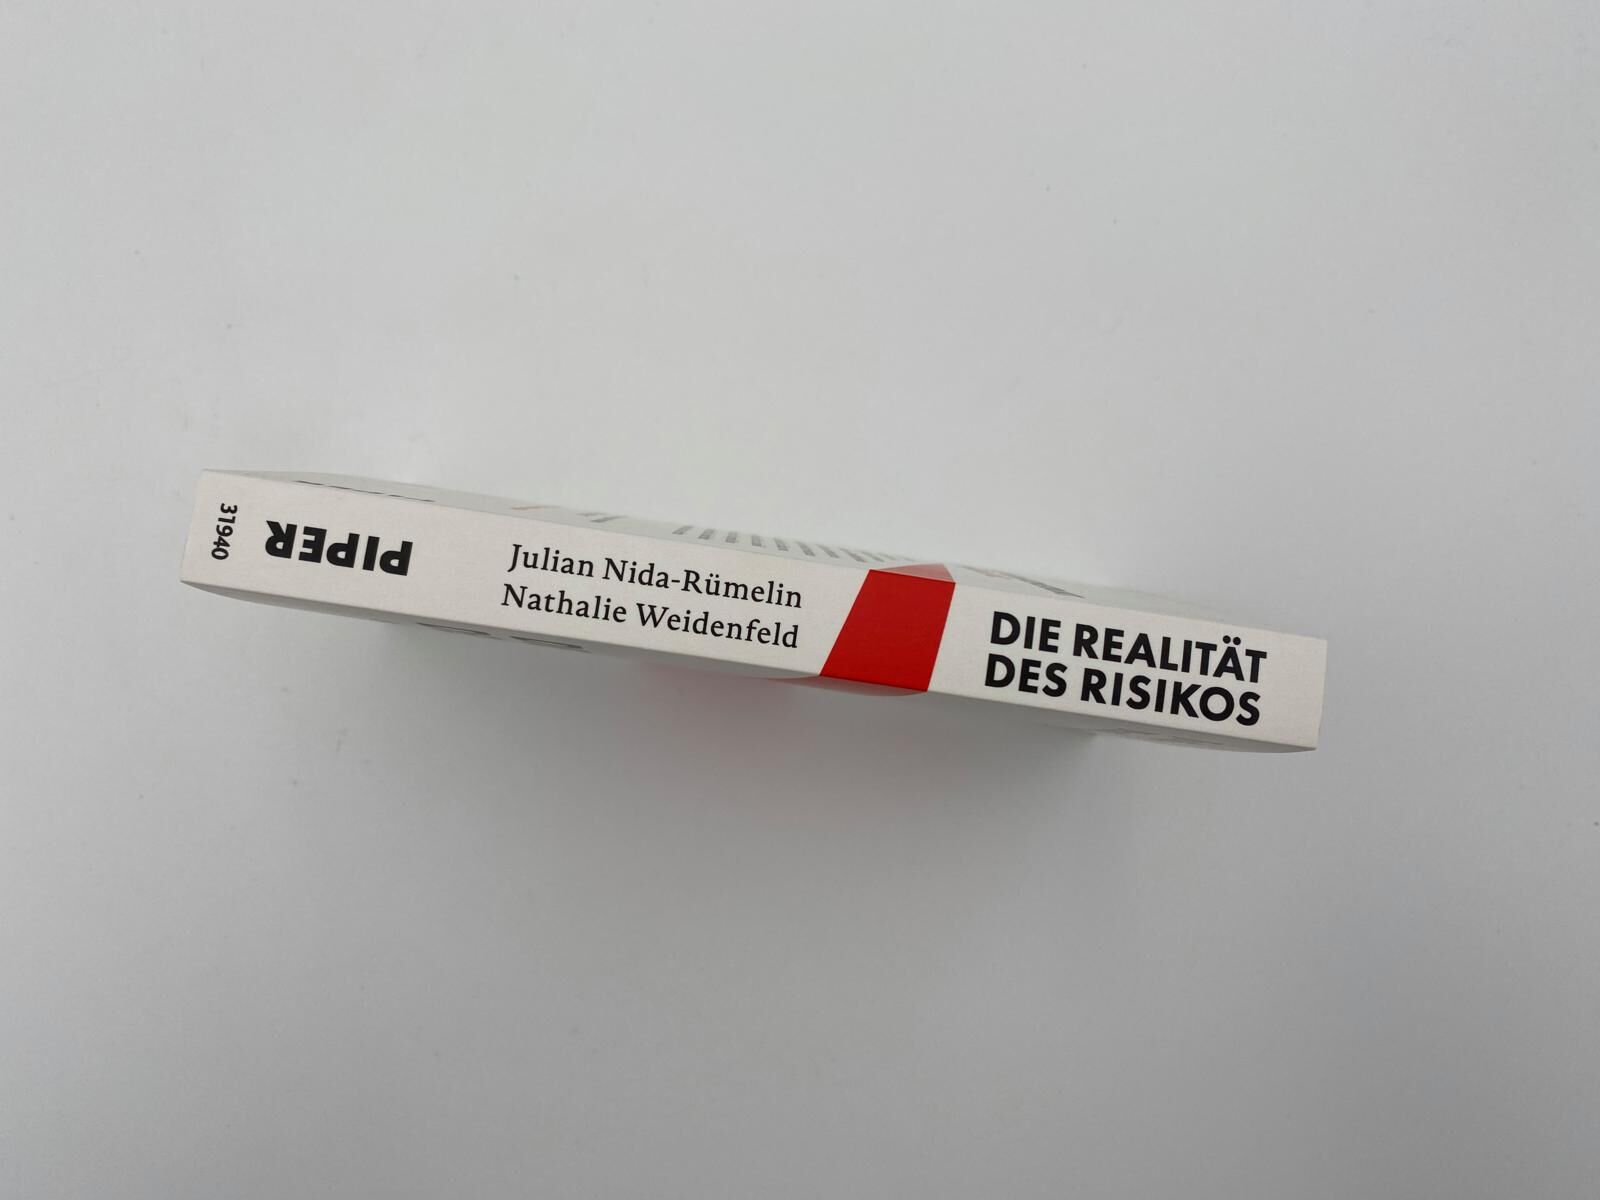 31940
PIPER
Julian Nida-Rümelin
Nathalie Weidenfeld
DIE REALITÄT
DES RISIKOS